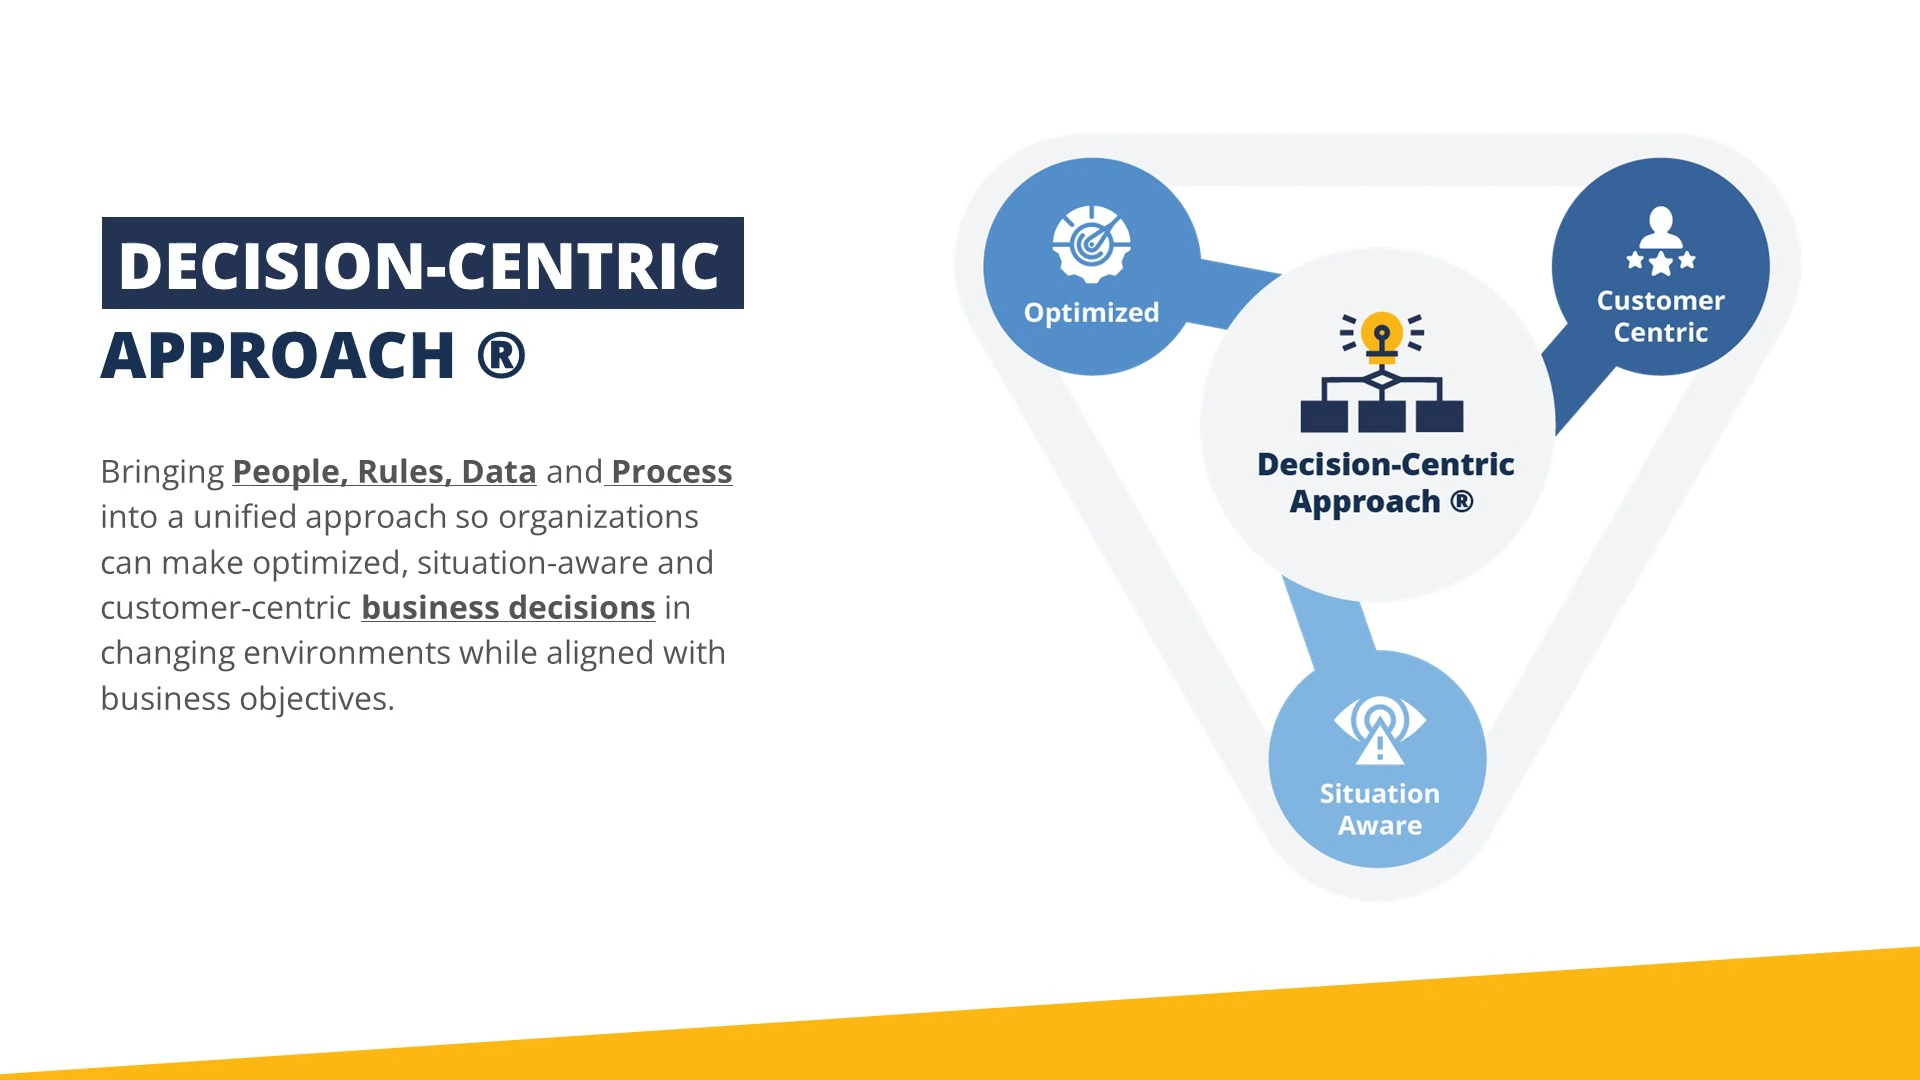 DECISION-CENTRIC
APPROACH ®
Bringing People, Rules, Data and Process
into a unified approach so organizations
can make optimized, situation-aware and
customer-centric business decisions in
changing environments while aligned with
business objectives.
Optimized
Customer
Centric
Decision-Centric
Approach ®
Situation
Aware